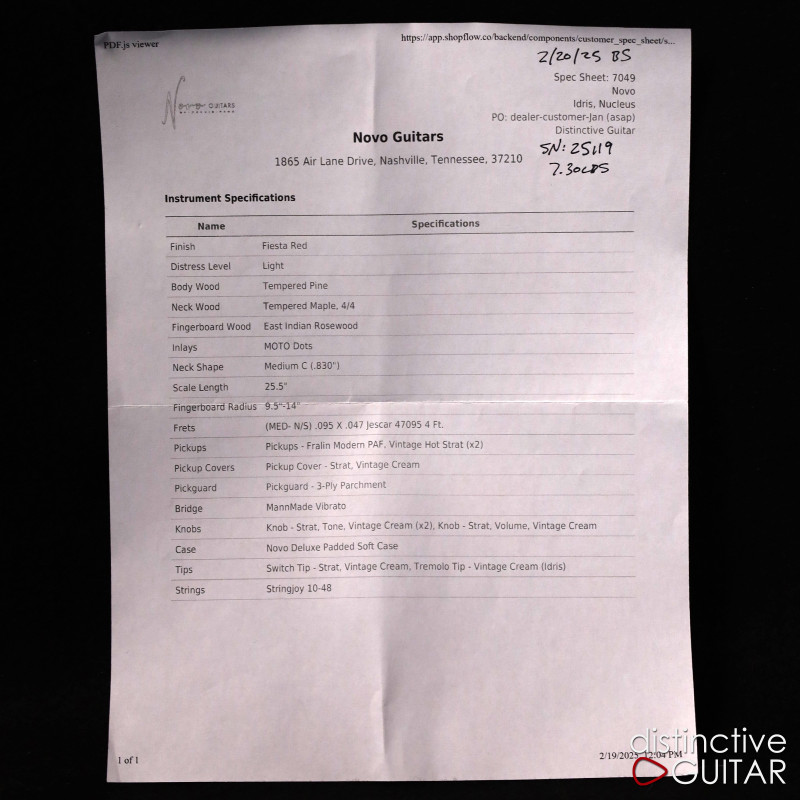 PDF.js viewer
https://app.shopflow.co/backend/components/customer_spec_sheet/s...
2/20/25 BS
Spec Sheet: 7049
Novo
Novo GUITARS
Idris, Nucleus
PO: dealer-customer-Jan (asap)
Distinctive Guitar
Novo Guitars
SN: 25119
1865 Air Lane Drive, Nashville, Tennessee, 37210
7.30LBS
Instrument Specifications
Name Specifications
Finish Fiesta Red
Distress Level Light
Body Wood Tempered Pine
Neck Wood Tempered Maple, 4/4
Fingerboard Wood East Indian Rosewood
Inlays MOTO Dots
Neck Shape Medium C (.830")
Scale Length 25.5"
Fingerboard Radius 9.5"-14"
Frets (MED- N/S) .095 X .047 Jescar 47095 4 Ft.
Pickups Pickups - Fralin Modern PAF, Vintage Hot Strat (x2)
Pickup Covers Pickup Cover - Strat, Vintage Cream
Pickguard Pickguard - 3-Ply Parchment
Bridge MannMade Vibrato
Knobs Knob - Strat, Tone, Vintage Cream (x2), Knob - Strat, Volume, Vintage Cream
Case Novo Deluxe Padded Soft Case
Tips Switch Tip - Strat, Vintage Cream, Tremolo Tip - Vintage Cream (Idris)
Strings Stringjoy 10-48
1 of 1
2/19/2025, 12:04 PM
distinctive
GUITAR